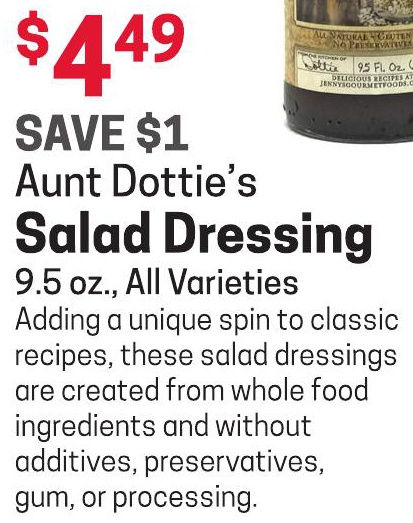 $4.49
ALL NATURAL - GLUTEN
NO PRESERVATIVE
Dottie
9.5 FL. OZ.
DELICIOUS RECIPES AT
JENNYSGOURMETFOODS.C
SAVE $1
Aunt Dottie's
Salad Dressing
9.5 oz., All Varieties
Adding a unique spin to classic
recipes, these salad dressings
are created from whole food
ingredients and without
additives, preservatives,
gum, or processing.